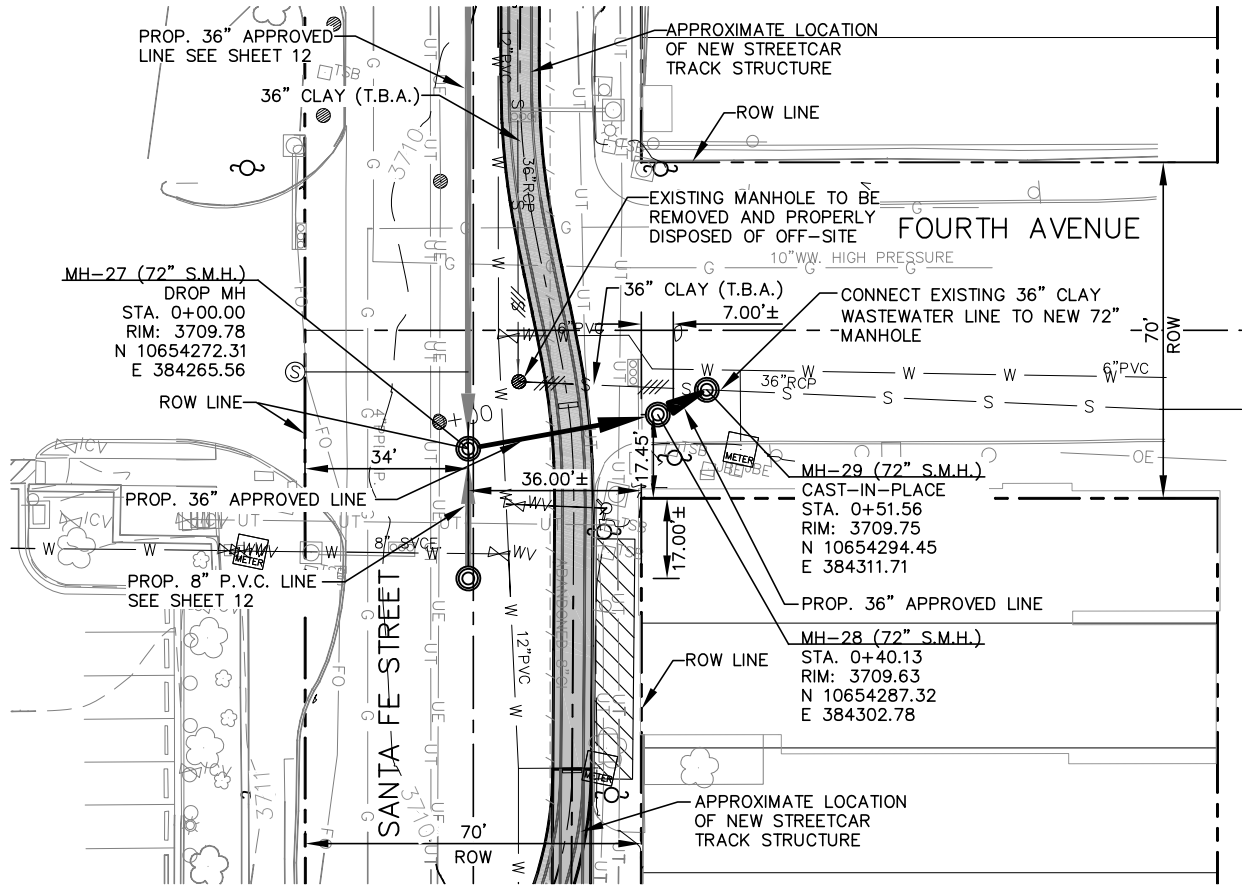 PROP. 36" APPROVED
LINE SEE SHEET 12
36" CLAY (T.B.A.)
APPROXIMATE LOCATION
OF NEW STREETCAR
TRACK STRUCTURE
ROW LINE
TSB
12"PVC
36"RCP
3710
EXISTING MANHOLE TO BE
REMOVED AND PROPERLY
DISPOSED OF OFF-SITE
FOURTH AVENUE
10"WW. HIGH PRESSURE
MH-27 (72" S.M.H.)
DROP MH
STA. 0+00.00
RIM: 3709.78
N 10654272.31
E 384265.56
36" CLAY (T.B.A.)
7.00'±
CONNECT EXISTING 36" CLAY
WASTEWATER LINE TO NEW 72"
MANHOLE
70'
ROW
6"PVC
6"PVC
36"RCP
ROW LINE
34'
36.00'±
17.45'
17.00'±
METER
MH-29 (72" S.M.H.)
CAST-IN-PLACE
STA. 0+51.56
RIM: 3709.75
N 10654294.45
E 384311.71
PROP. 36" APPROVED LINE
PROP. 8" P.V.C. LINE
SEE SHEET 12
8" SVCE
METER
PROP. 36" APPROVED LINE
MH-28 (72" S.M.H.)
STA. 0+40.13
RIM: 3709.63
N 10654287.32
E 384302.78
ROW LINE
12"PVC
SANTA FE STREET
3711
3710
METER
APPROXIMATE LOCATION
OF NEW STREETCAR
TRACK STRUCTURE
70'
ROW